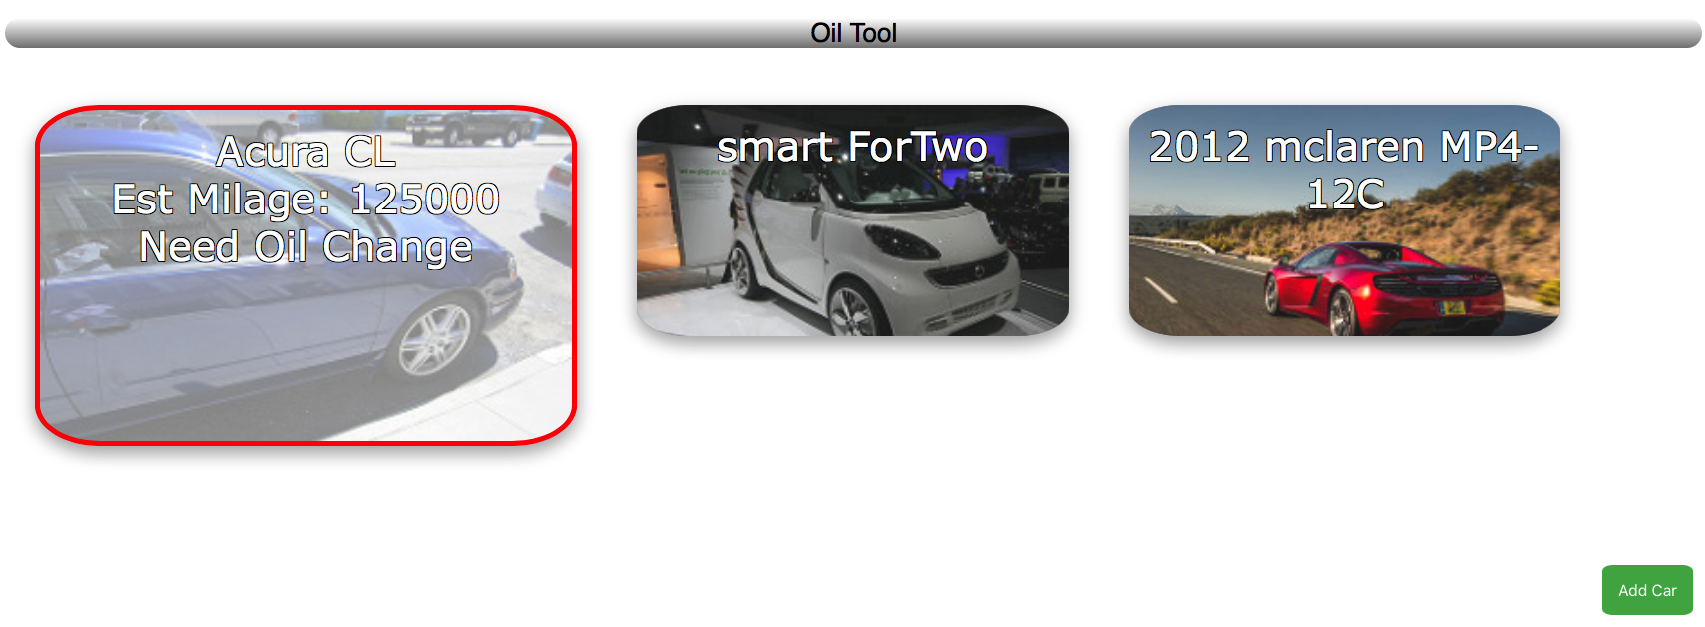 Oil Tool
Acura CL
Est Milage: 125000
Need Oil Change
smart ForTwo
2012 mclaren MP4-
12C
Add Car